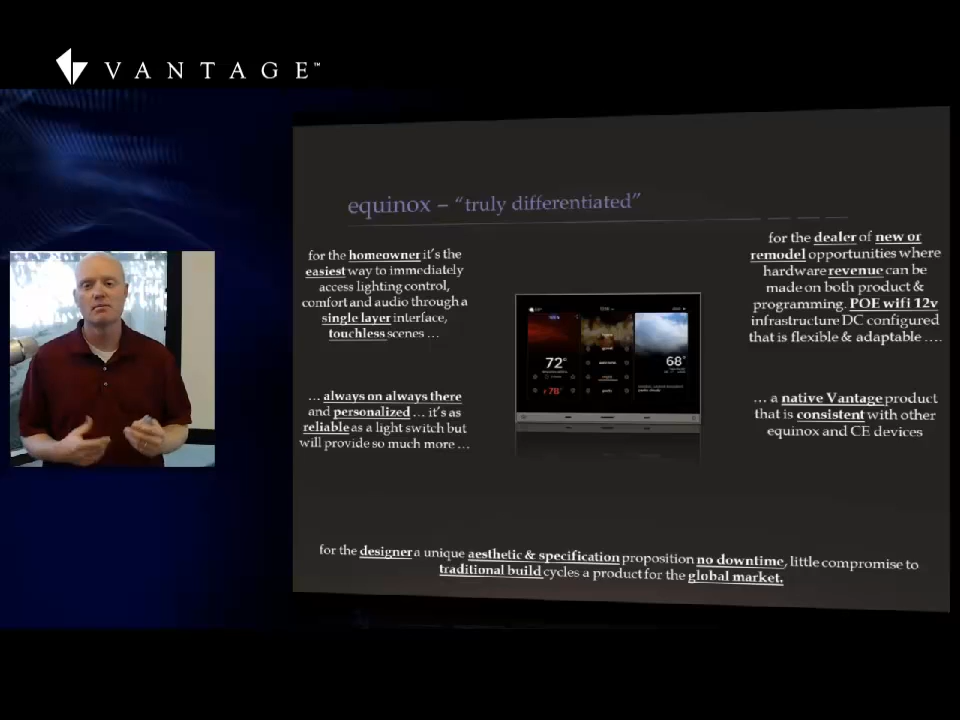 VANTAGE™
equinox – “truly differentiated”
for the homeowner it’s the
easiest way to immediately
access lighting control,
comfort and audio through a
single layer interface,
touchless scenes …
… always on always there
and personalized … it’s as
reliable as a light switch but
will provide so much more …
72°
68°
for the dealer of new or
remodel opportunities where
hardware revenue can be
made on both product &
programming. POE wifi 12v
infrastructure DC configured
that is flexible & adaptable ….
… a native Vantage product
that is consistent with other
equinox and CE devices
for the designer a unique aesthetic & specification proposition no downtime, little compromise to
traditional build cycles a product for the global market.